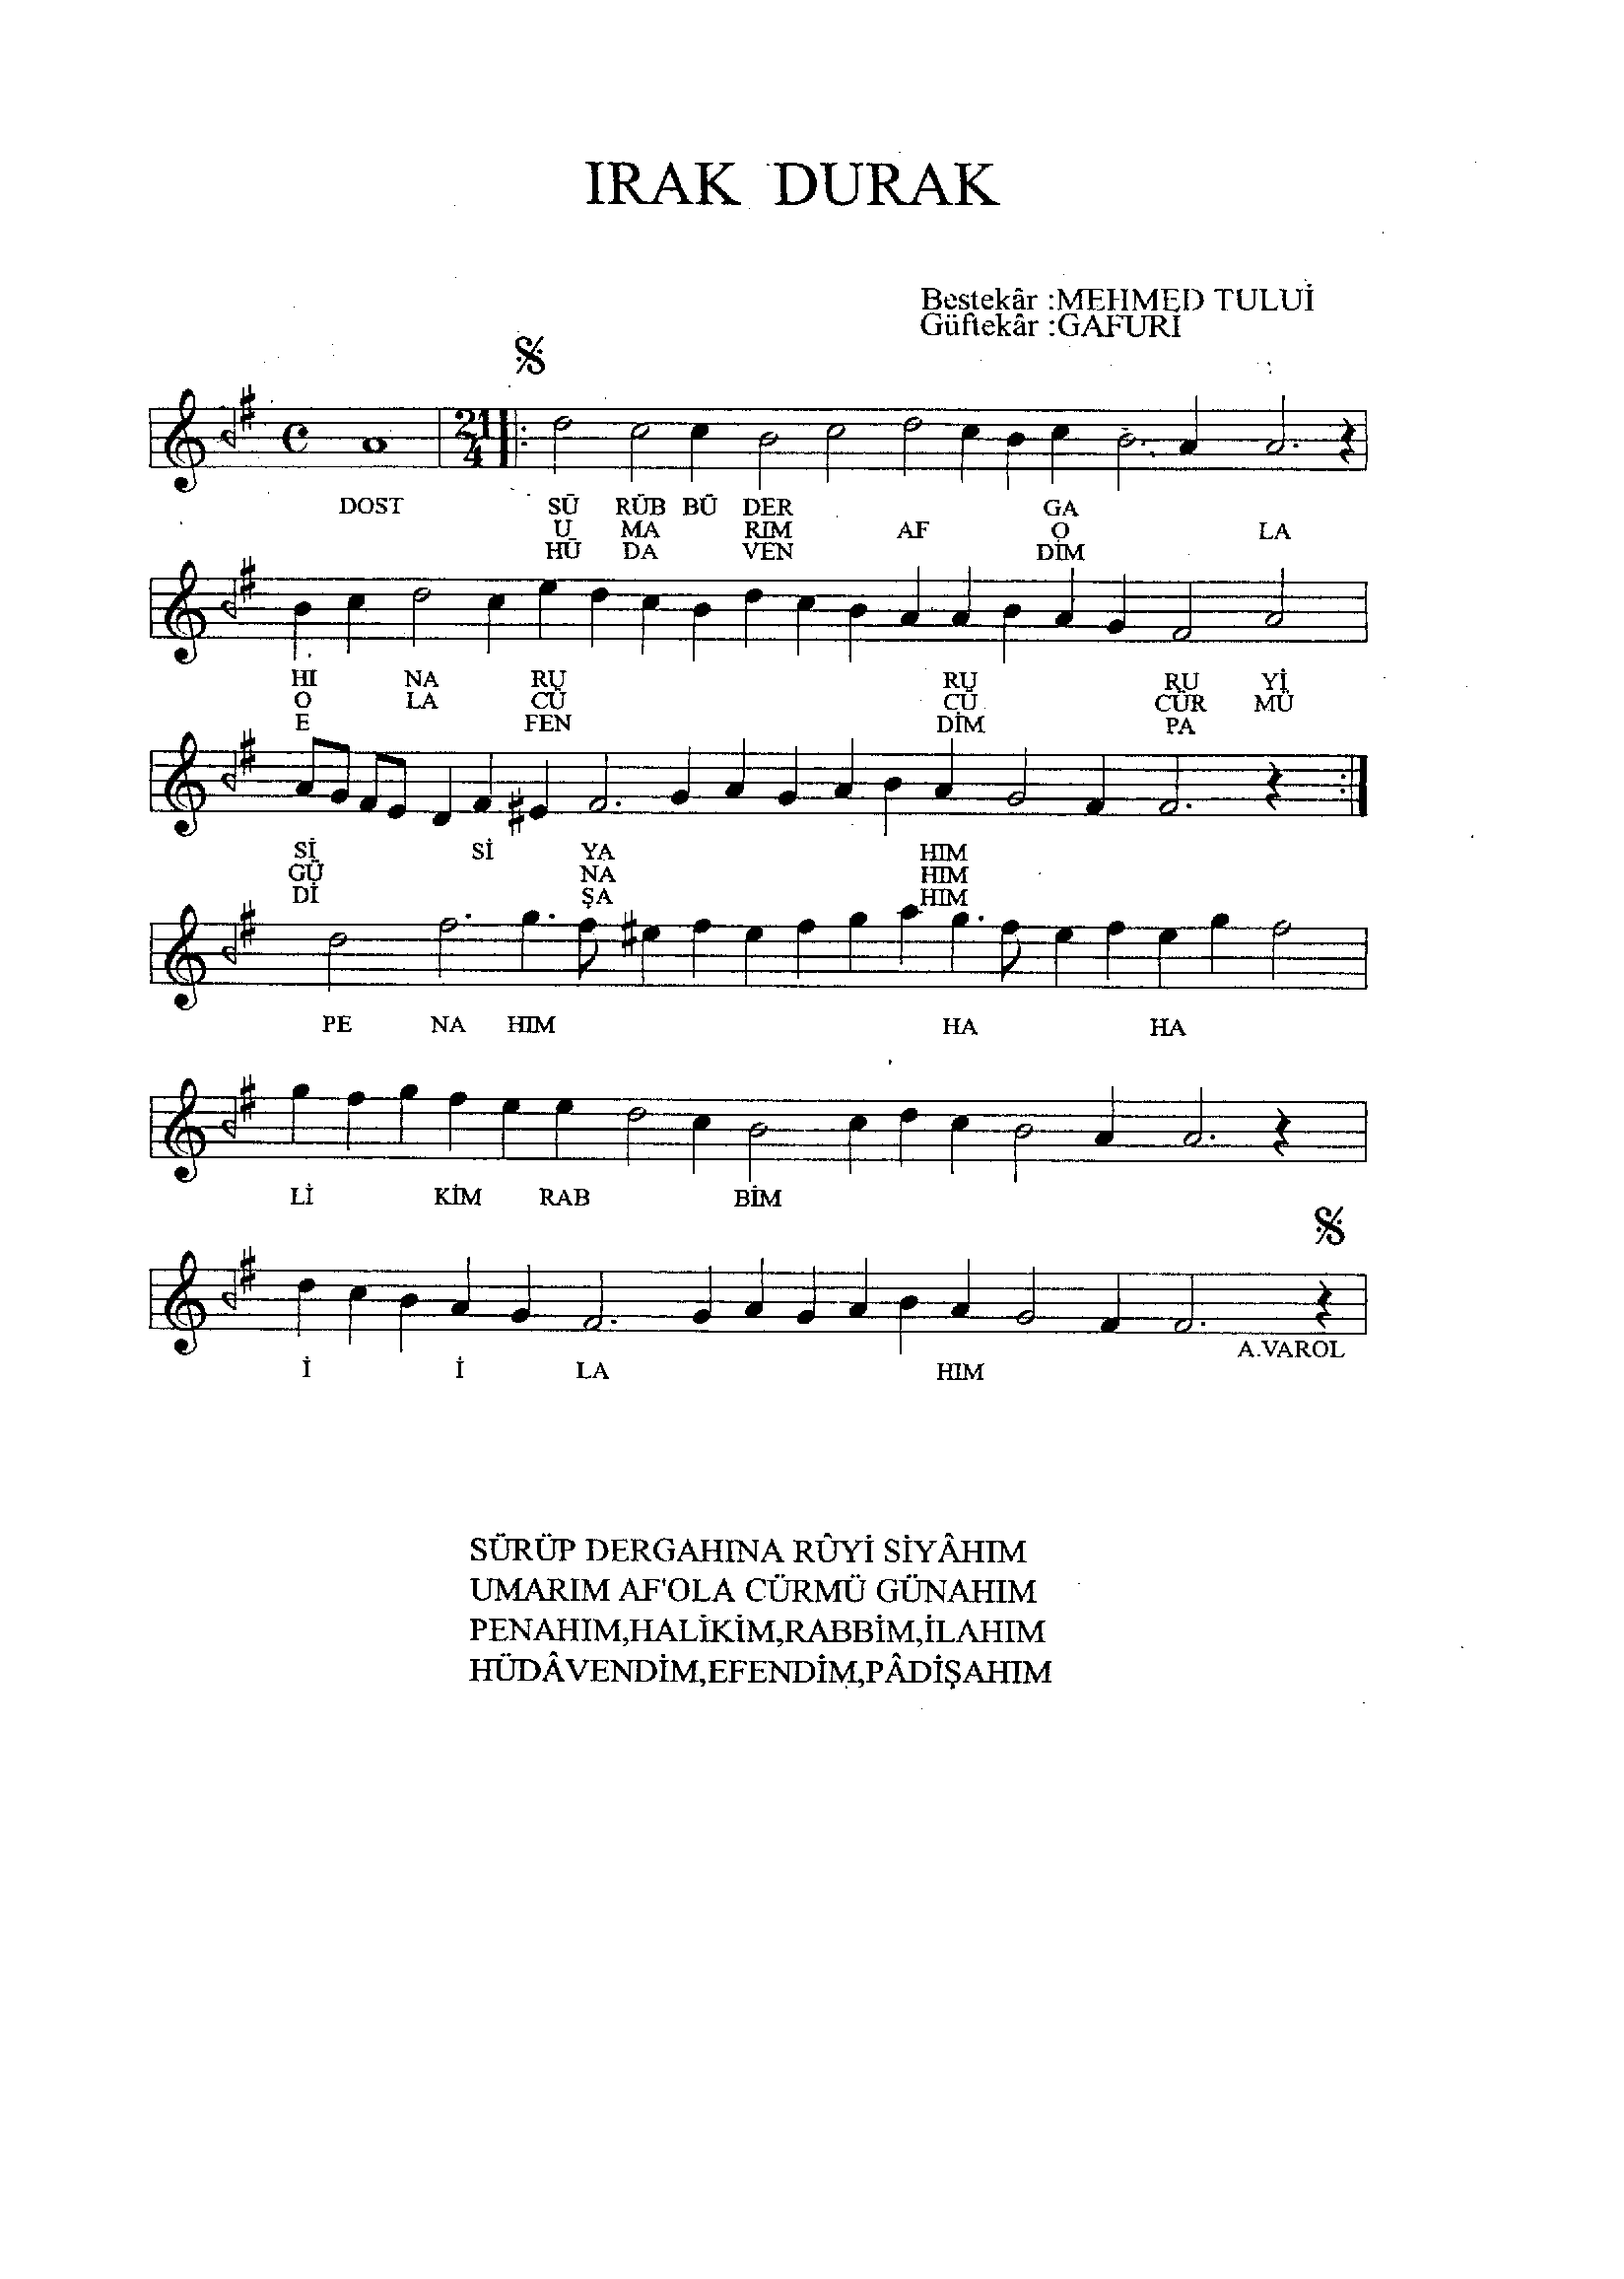 IRAK DURAK
Bestekâr :MEHMED TULUİ
Güftekâr :GAFURİ
21
4
DOST SÜ RÜB BÜ DER GA
U MA RIM AF O LA
HÜ DA VEN DİM
HI NA RU RU RU Yİ
O LA CÜ CÜ CÜR MÜ
E FEN DİM PA
Sİ Sİ YA HIM
GÜ NA HIM
Dİ ŞA HIM
PE NA HIM HA HA
Lİ KİM RAB BİM
A.VAROL
İ İ LA HIM
SÜRÜP DERGAHINA RÛYİ SİYÂHIM
UMARIM AF'OLA CÜRMÜ GÜNAHIM
PENAHIM,HALİKİM,RABBİM,İLAHIM
HÜDÂVENDİM,EFENDİM,PÂDİŞAHIM